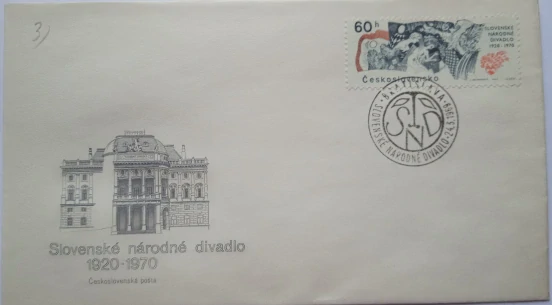 3)
60 h
SLOVENSKÉ
NÁRODNÉ
DIVADLO
1920-1970
Československo
BRATISLAVA
SLOVENSKÉ NÁRODNÉ DIVADLO
SND
Slovenské národné divadlo
1920-1970
Československá pošta